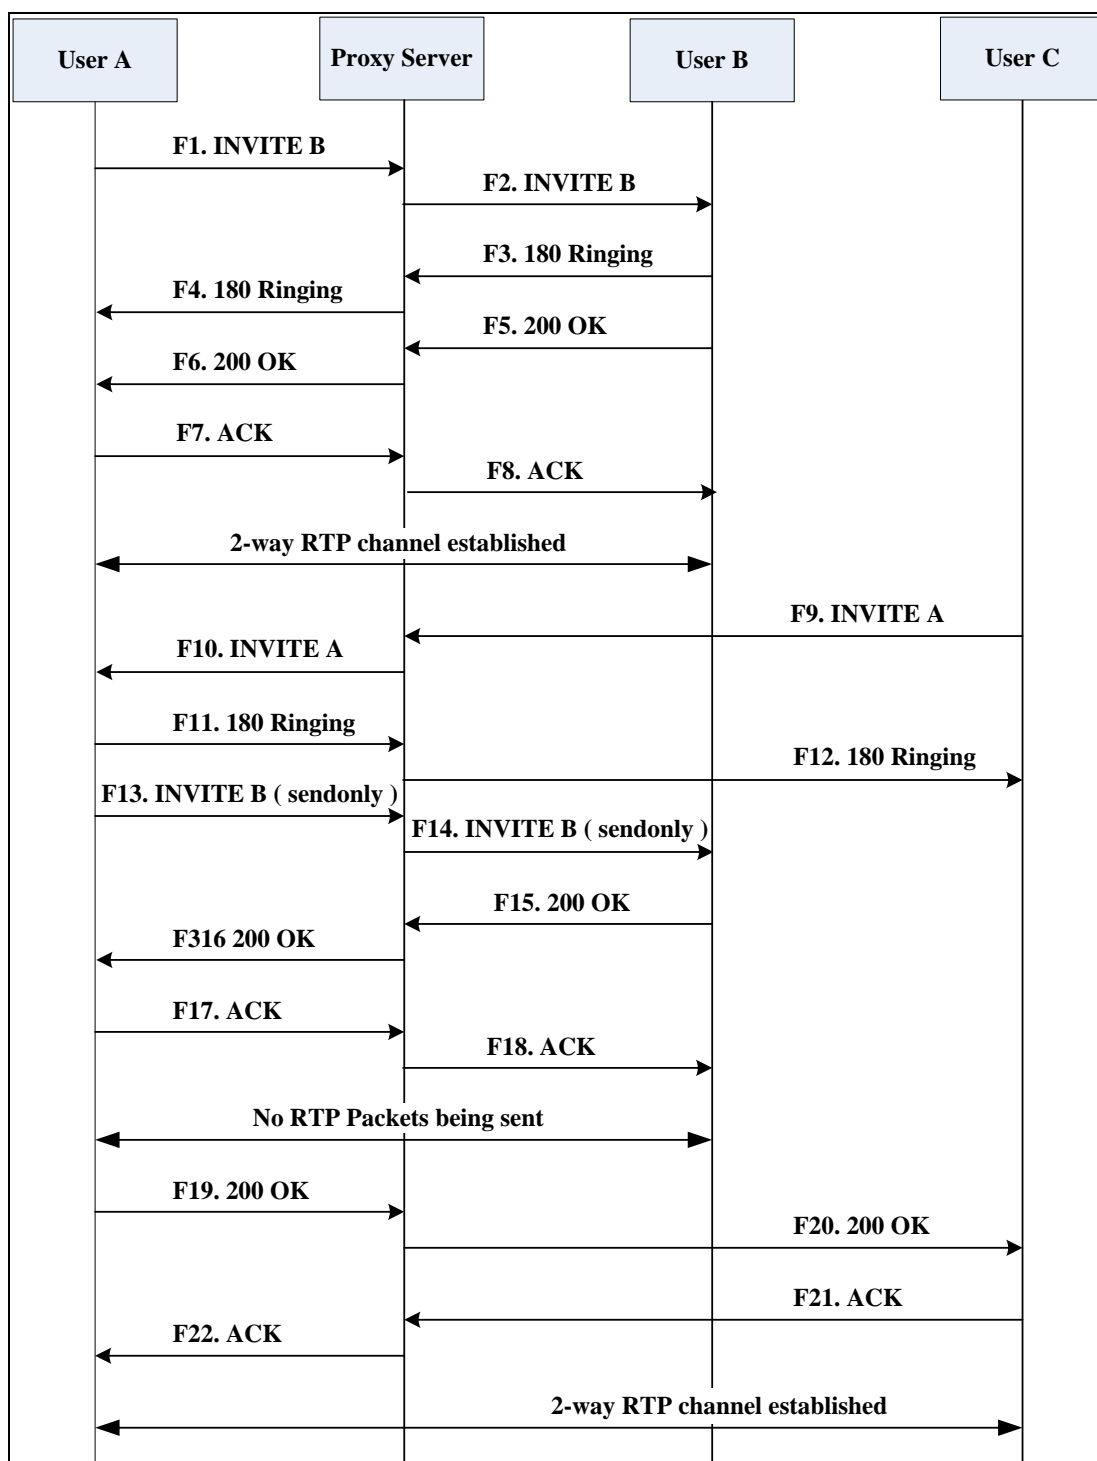 User A
Proxy Server
User B
User C
F1. INVITE B
F2. INVITE B
F3. 180 Ringing
F4. 180 Ringing
F5. 200 OK
F6. 200 OK
F7. ACK
F8. ACK
2-way RTP channel established
F9. INVITE A
F10. INVITE A
F11. 180 Ringing
F12. 180 Ringing
F13. INVITE B ( sendonly )
F14. INVITE B ( sendonly )
F15. 200 OK
F316 200 OK
F17. ACK
F18. ACK
No RTP Packets being sent
F19. 200 OK
F20. 200 OK
F21. ACK
F22. ACK
2-way RTP channel established